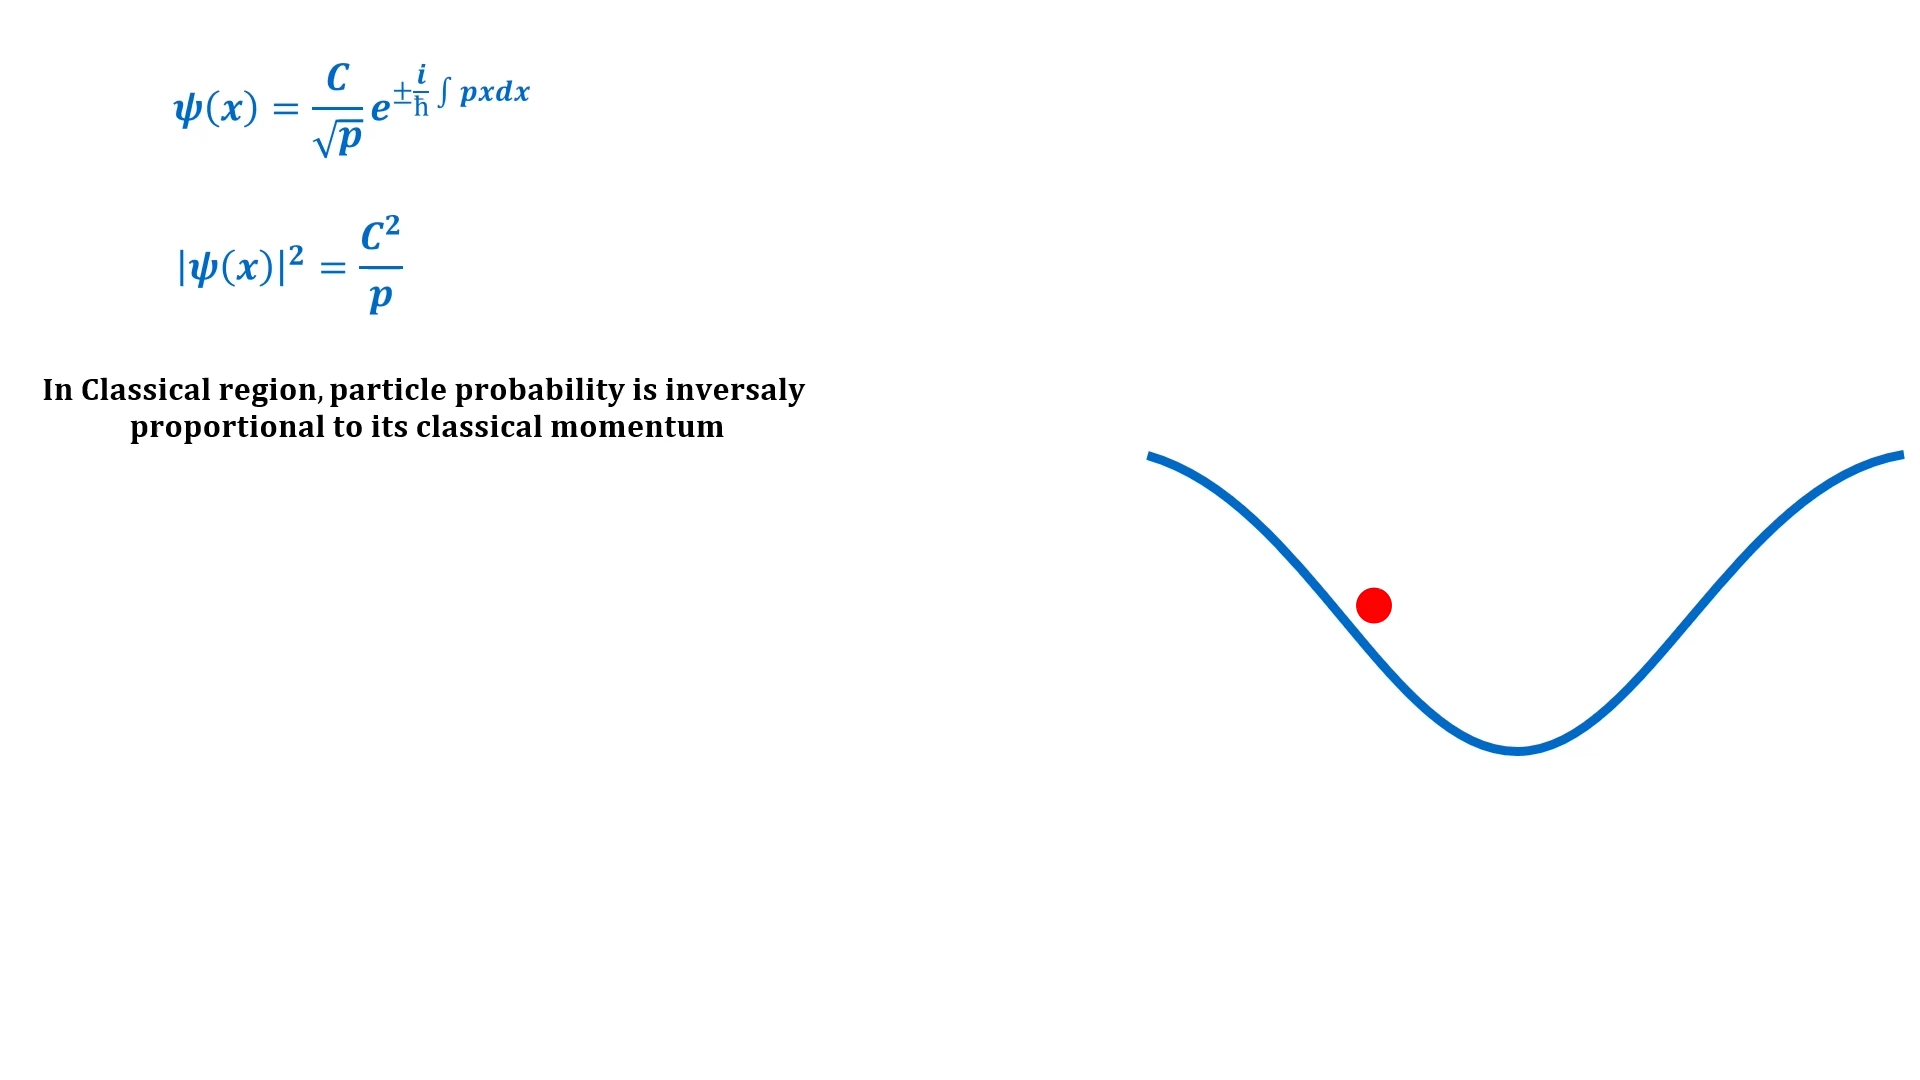 ψ(x) = C/√p e^{±i/ħ ∫ pxdx}
|ψ(x)|² = C²/p
In Classical region, particle probability is inversaly
proportional to its classical momentum